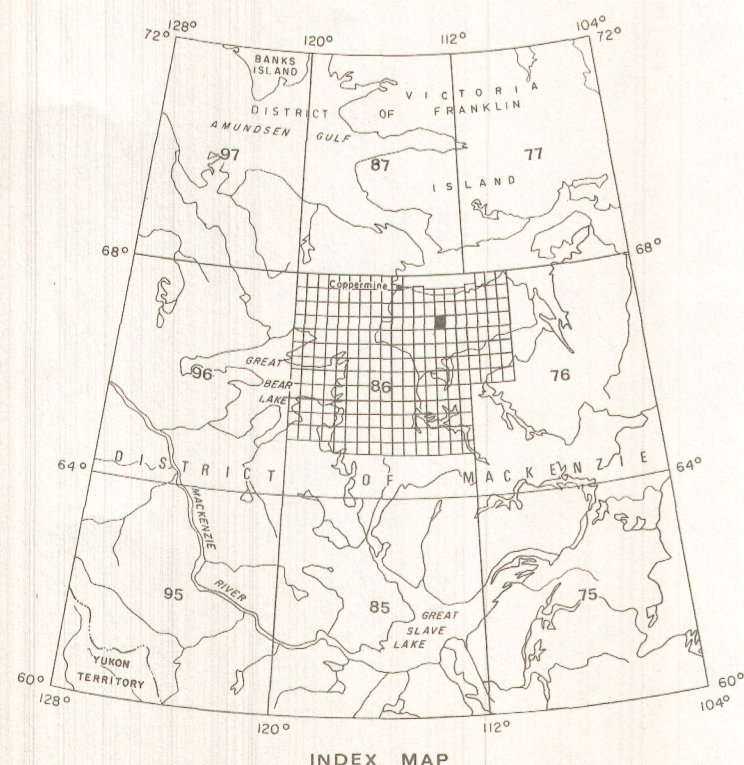 128°
104°
72°
120°
112°
72°
BANKS
ISLAND
VICTORIA
DISTRICT OF FRANKLIN
AMUNDSEN GULF
97
87
77
ISLAND
68°
68°
Coppermine
GREAT
96
86
76
BEAR
LAKE
DISTRICT OF MACKENZIE
64°
64°
MACKENZIE
RIVER
95
85
75
GREAT
SLAVE
LAKE
YUKON
TERRITORY
60°
60°
128°
104°
120°
112°
INDEX MAP